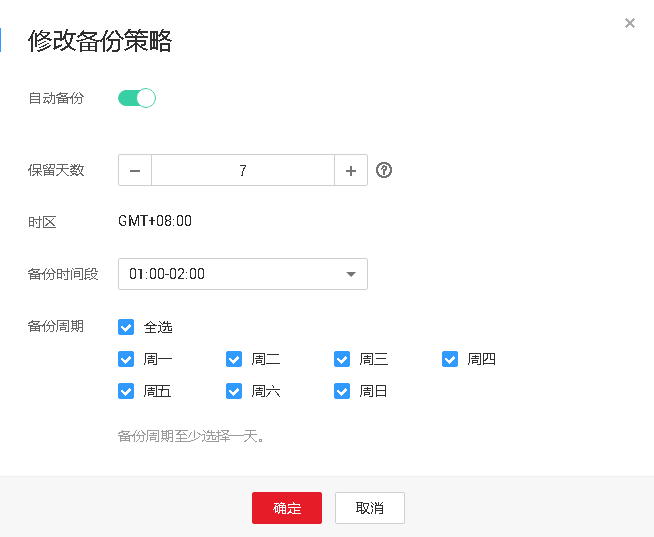 修改备份策略
自动备份
保留天数 7
时区 GMT+08:00
备份时间段 01:00-02:00
备份周期 全选
周一 周二 周三 周四
周五 周六 周日
备份周期至少选择一天。
确定 取消